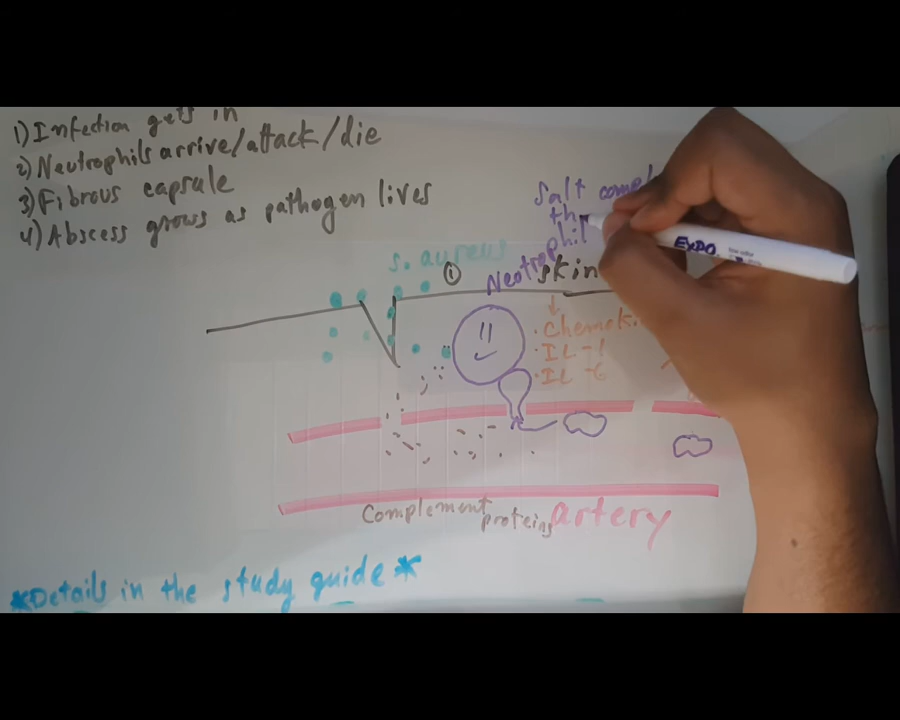 1) Infection gets in
2) Neutrophils arrive/attack/die
3) Fibrous capsule
4) Abscess grows as pathogen lives
Salt
s. aureus
①
Neutrophil
skin
· Chemok
· IL-1
· IL-6
Complement
proteins
artery
*Details in the study guide*
EXPO